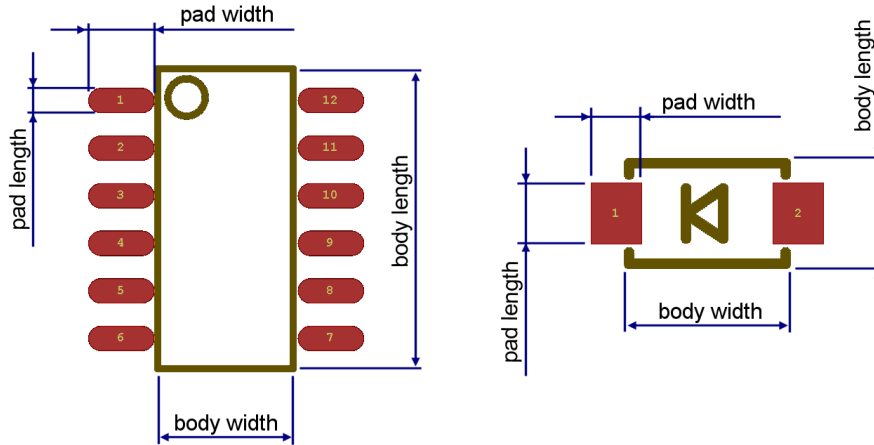 pad width
pad length
1
2
3
4
5
6
12
11
10
9
8
7
body length
body width
pad width
body length
1
2
pad length
body width